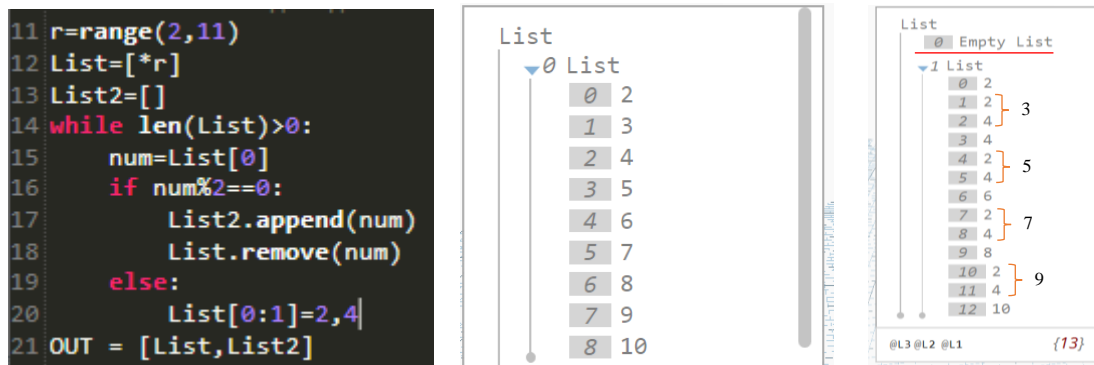 11 r=range(2,11)
12 List=[*r]
13 List2=[]
14 while len(List)>0:
15 num=List[0]
16 if num%2==0:
17 List2.append(num)
18 List.remove(num)
19 else:
20 List[0:1]=2,4
21 OUT = [List,List2]
List
0 List
0 2
1 3
2 4
3 5
4 6
5 7
6 8
7 9
8 10
List
0 Empty List
1 List
0 2
1 2
2 4
3
3 4
4 2
5 4
5
6 6
7 2
8 4
7
9 8
10 2
11 4
9
12 10
@L3 @L2 @L1 {13}